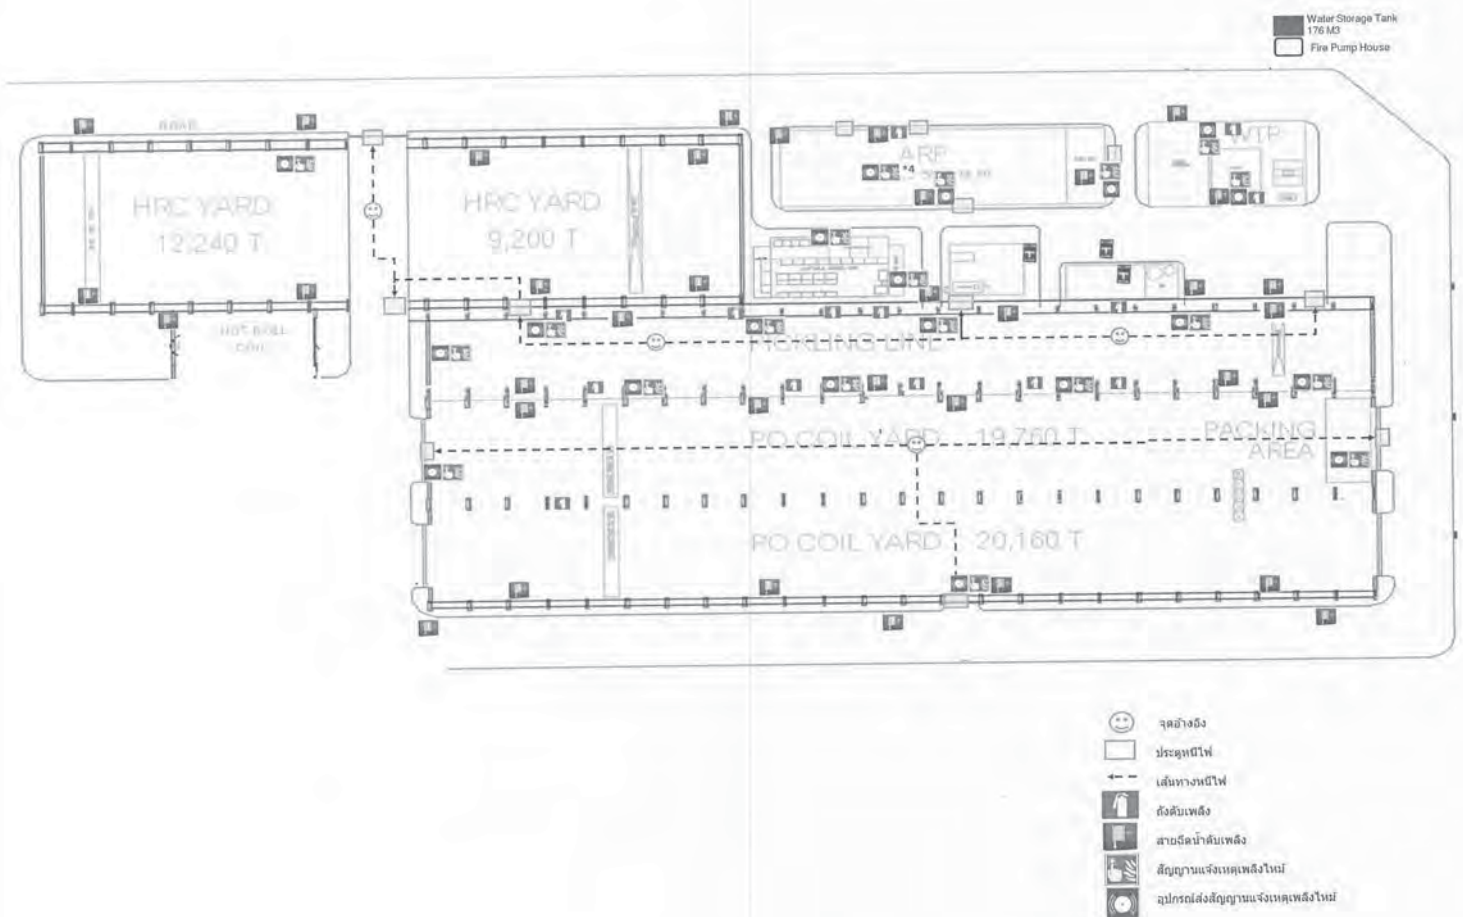 Water Storage Tank
176 M3
Fire Pump House
ROAD
ARP
*4
WTP
HRC YARD
12,240 T
HRC YARD
9,200 T
PICKLING LINE
PO COIL YARD 19,760 T
PACKING
AREA
PO COIL YARD 20,160 T
จุดอ้างอิง
ประตูหนีไฟ
เส้นทางหนีไฟ
ถังดับเพลิง
สายฉีดน้ำดับเพลิง
สัญญานแจ้งเหตุเพลิงไหม้
อุปกรณ์ส่งสัญญานแจ้งเหตุเพลิงไหม้